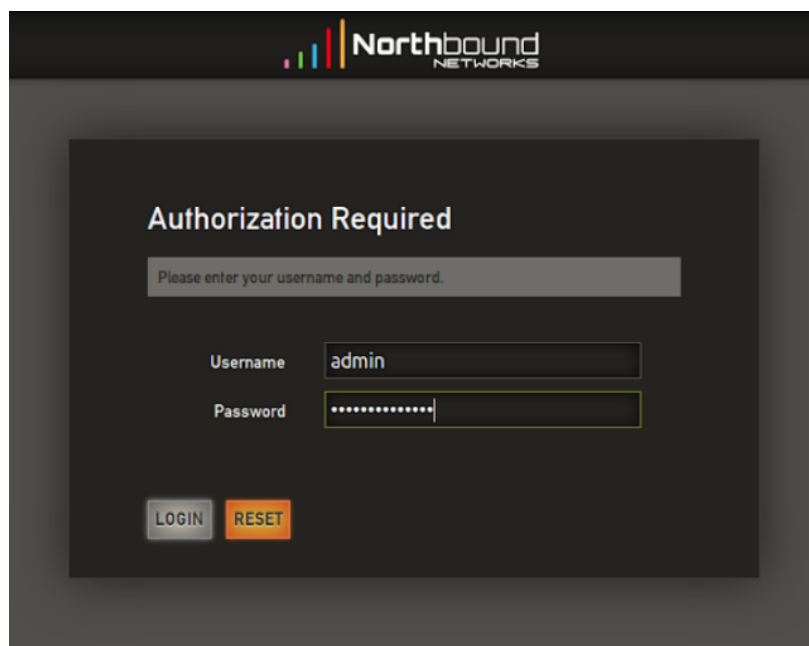 Northbound
NETWORKS
Authorization Required
Please enter your username and password.
Username admin
Password ••••••••••••••
LOGIN RESET